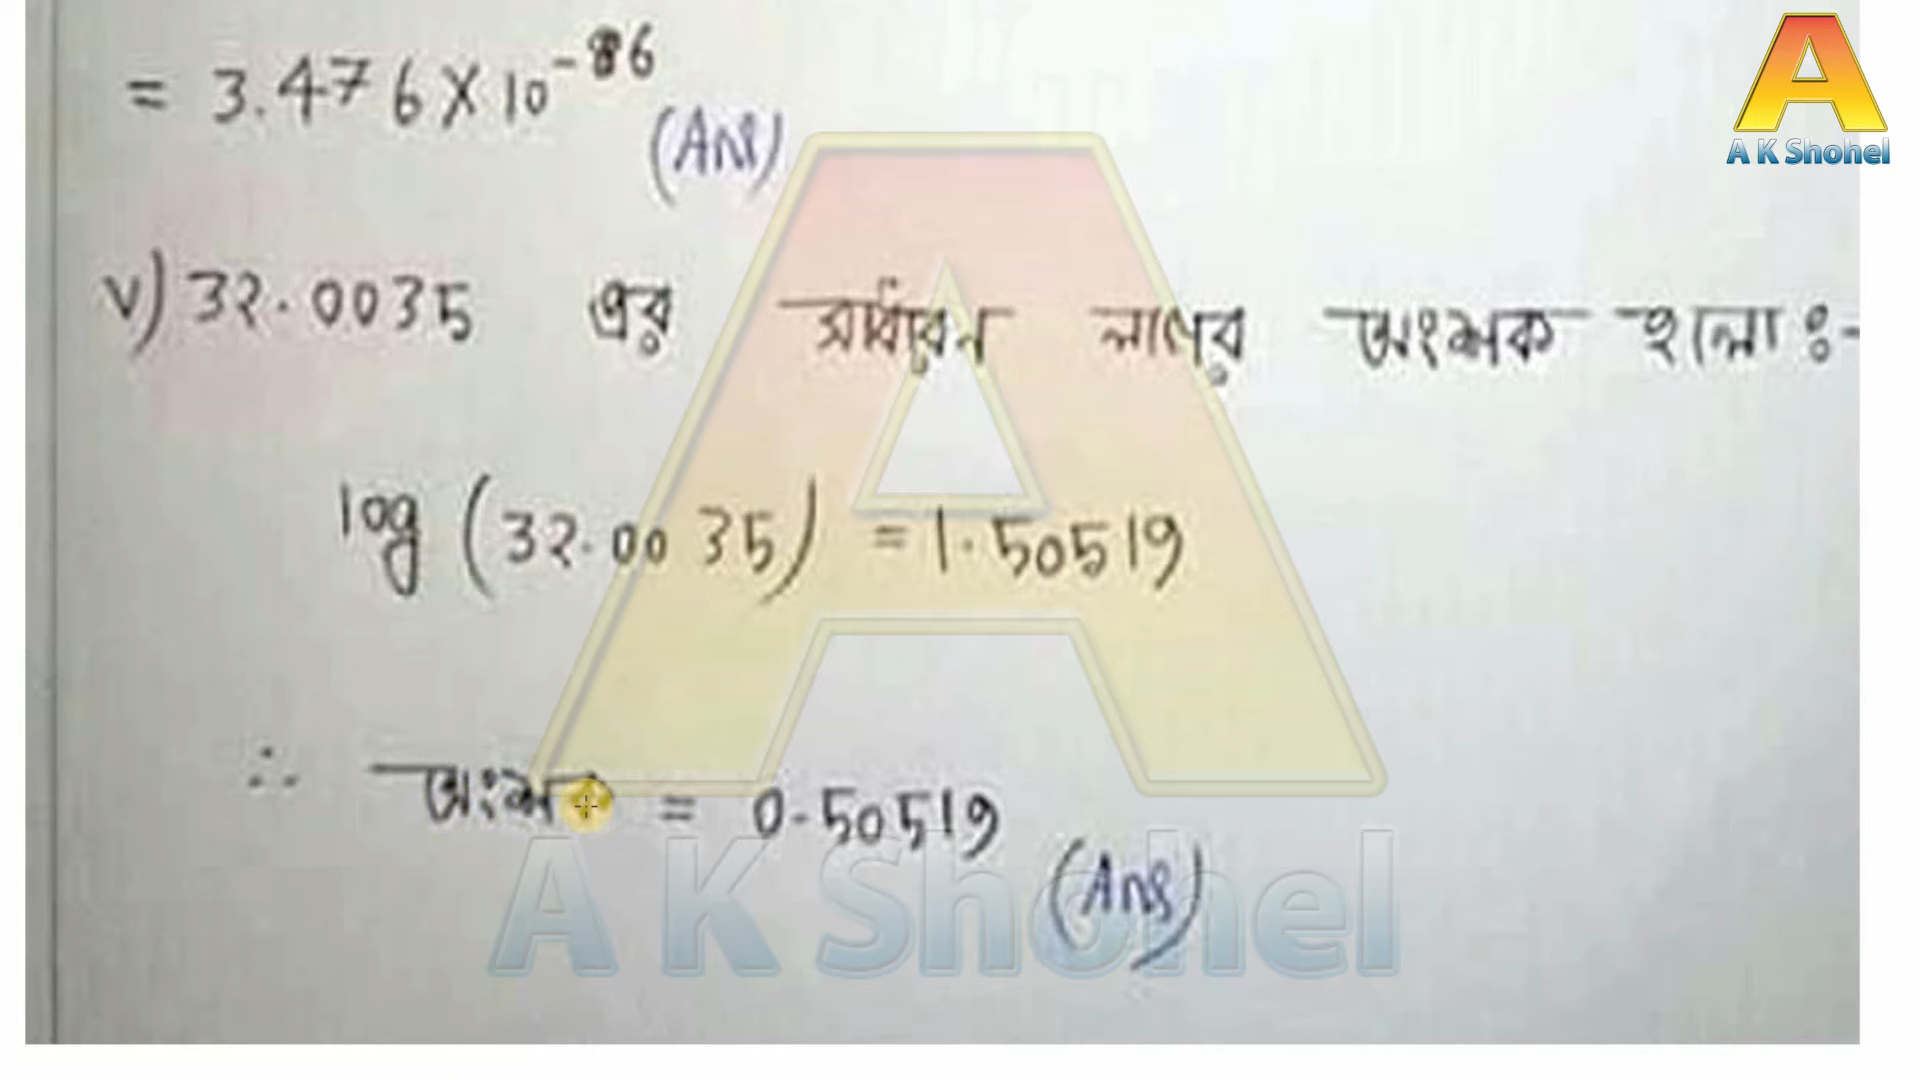 = 3.476 X 10^-86
(Ans)
A K Shohel
v) 32.0035 এর সাধারন লগের অংশক হলো ঃ-
log (32.0035) = 1.50519
∴ অংশক = 0.50519
(Ans)
A K Shohel